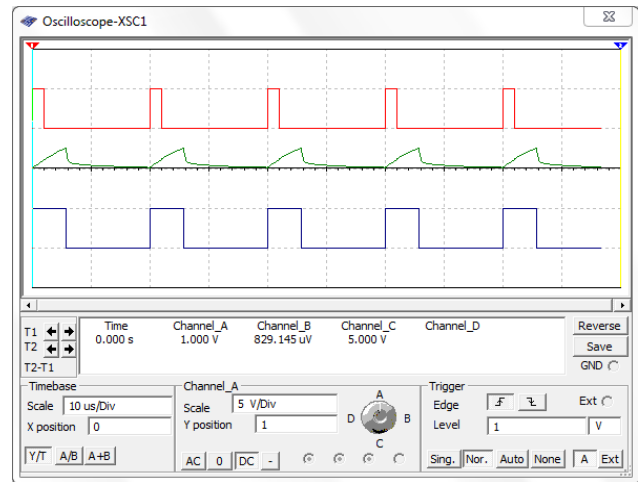 Oscilloscope-XSC1
1
1
Time Channel_A Channel_B Channel_C Channel_D
T1 0.000 s 1.000 V 829.145 uV 5.000 V
T2
T2-T1
Reverse
Save
GND
Timebase
Scale 10 us/Div
X position 0
Y/T A/B A+B
Channel_A
Scale 5 V/Div
Y position 1
AC 0 DC -
A
B
C
D
Trigger
Edge Ext
Level 1 V
Sing. Nor. Auto None A Ext